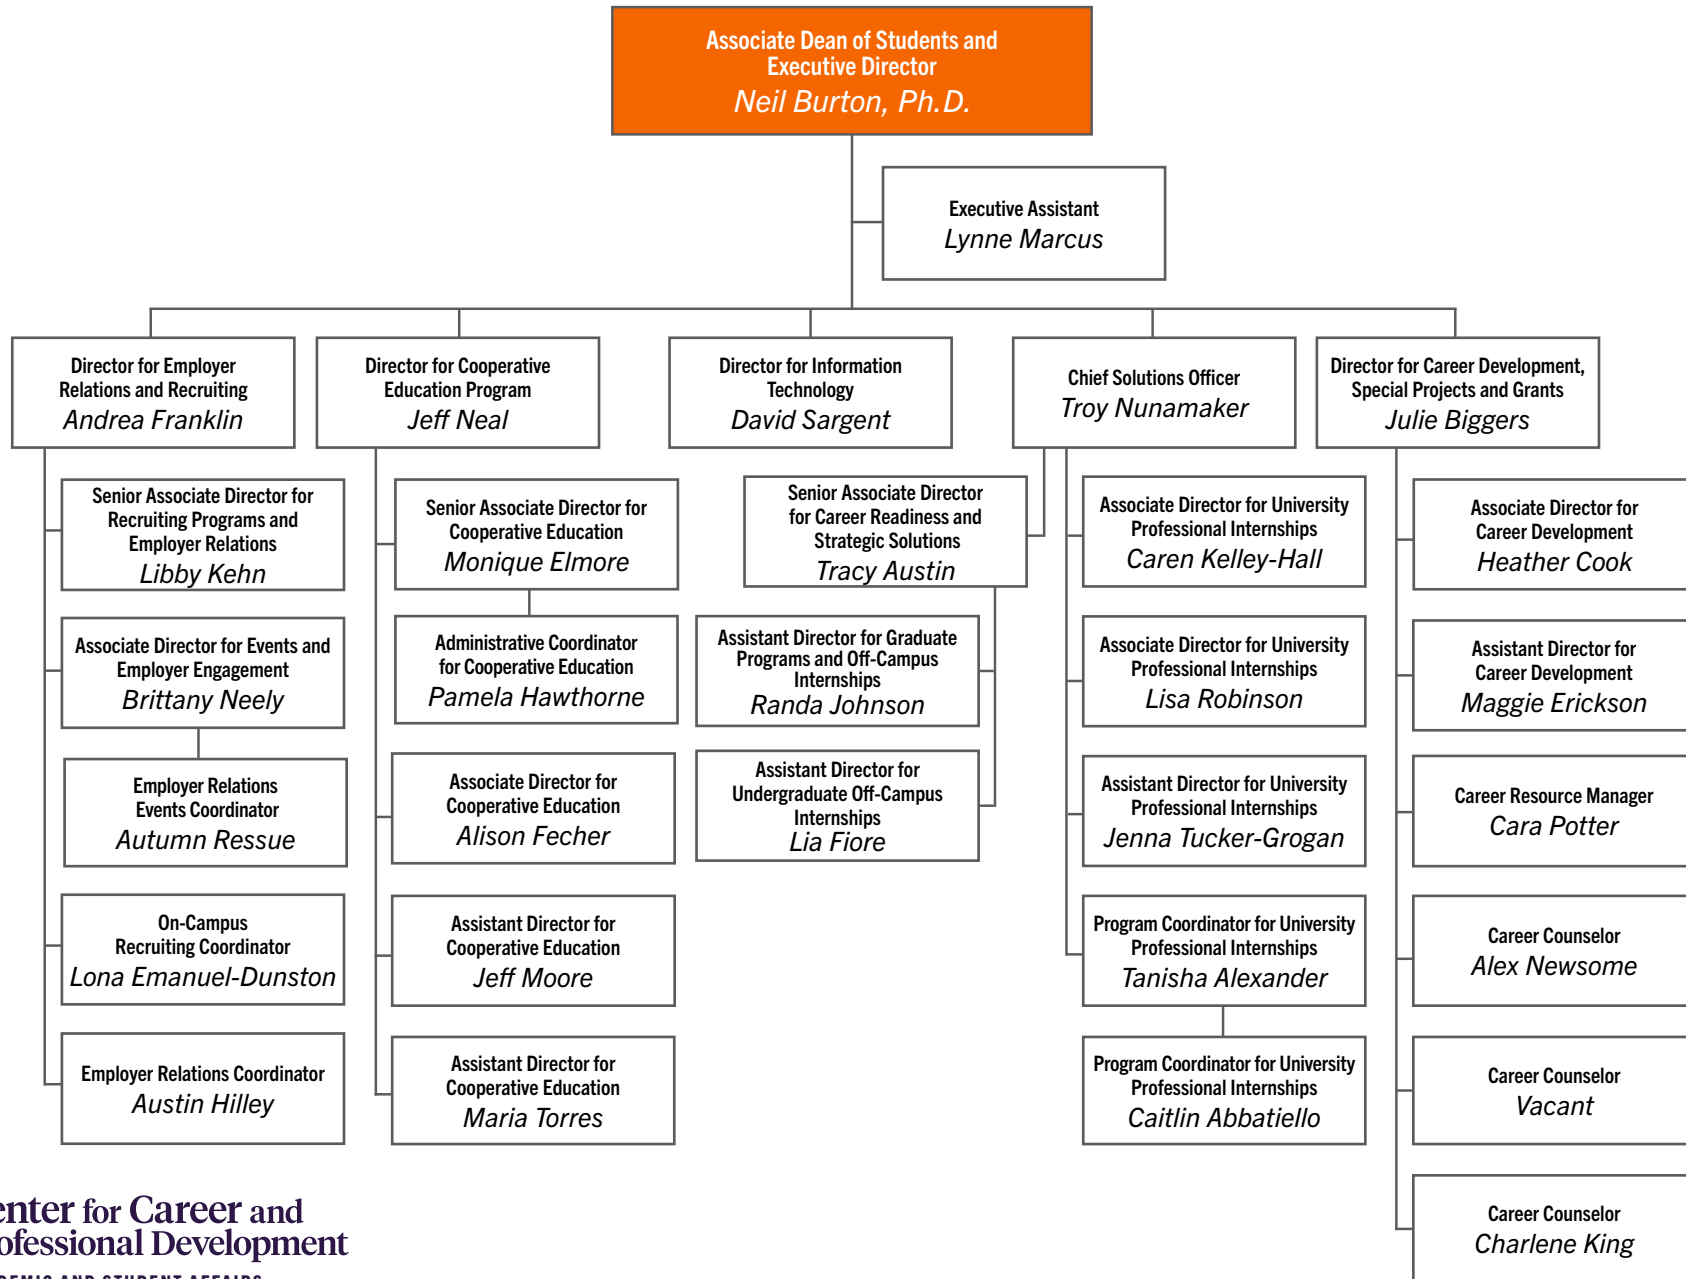 Associate Dean of Students and
Executive Director
Neil Burton, Ph.D.
Executive Assistant
Lynne Marcus
Director for Employer
Relations and Recruiting
Andrea Franklin
Director for Cooperative
Education Program
Jeff Neal
Director for Information
Technology
David Sargent
Chief Solutions Officer
Troy Nunamaker
Director for Career Development,
Special Projects and Grants
Julie Biggers
Senior Associate Director for
Recruiting Programs and
Employer Relations
Libby Kehn
Associate Director for Events and
Employer Engagement
Brittany Neely
Employer Relations
Events Coordinator
Autumn Ressue
On-Campus
Recruiting Coordinator
Lona Emanuel-Dunston
Employer Relations Coordinator
Austin Hilley
Senior Associate Director for
Cooperative Education
Monique Elmore
Administrative Coordinator
for Cooperative Education
Pamela Hawthorne
Associate Director for
Cooperative Education
Alison Fecher
Assistant Director for
Cooperative Education
Jeff Moore
Assistant Director for
Cooperative Education
Maria Torres
Senior Associate Director
for Career Readiness and
Strategic Solutions
Tracy Austin
Assistant Director for Graduate
Programs and Off-Campus
Internships
Randa Johnson
Assistant Director for
Undergraduate Off-Campus
Internships
Lia Fiore
Associate Director for University
Professional Internships
Caren Kelley-Hall
Associate Director for University
Professional Internships
Lisa Robinson
Assistant Director for University
Professional Internships
Jenna Tucker-Grogan
Program Coordinator for University
Professional Internships
Tanisha Alexander
Program Coordinator for University
Professional Internships
Caitlin Abbatiello
Associate Director for
Career Development
Heather Cook
Assistant Director for
Career Development
Maggie Erickson
Career Resource Manager
Cara Potter
Career Counselor
Alex Newsome
Career Counselor
Vacant
Career Counselor
Charlene King
enter for Career and
ofessional Development
AND STUDENT AFFAIRS